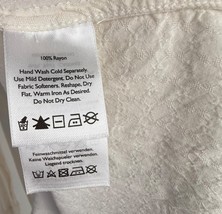 100% Rayon
Hand Wash Cold Separately.
Use Mild Detergent, Do Not Use
Fabric Softeners. Reshape, Dry
Flat, Warm Iron As Desired.
Do Not Dry Clean.
Feinwaschmittel verwenden.
Keine Weichspüler verwenden.
Liegend trocknen.